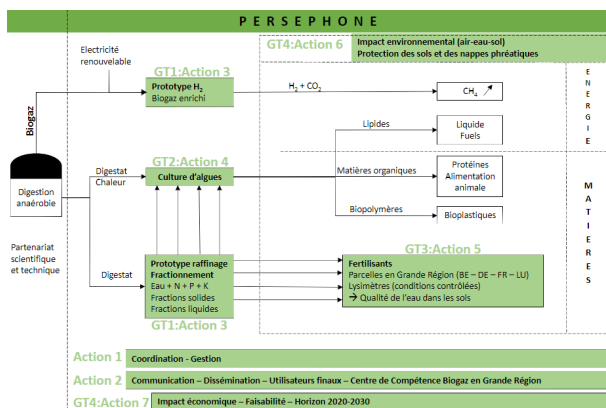 PERSEPHONE
Electricité
renouvelable
GT4:Action 6
Impact environnemental (air-eau-sol)
Protection des sols et des nappes phréatiques
GT1:Action 3
Prototype H₂
Biogaz enrichi
H₂ + CO₂
CH₄
ENERGIE
Biogaz
Lipides
Liquide
Fuels
Digestion
anaérobie
Digestat
Chaleur
GT2:Action 4
Culture d'algues
Matières organiques
Protéines
Alimentation
animale
Biopolymères
Bioplastiques
MATIERES
Partenariat
scientifique
et technique
Digestat
Prototype raffinage
Fractionnement
Eau + N + P + K
Fractions solides
Fractions liquides
GT1:Action 3
GT3:Action 5
Fertilisants
Parcelles en Grande Région (BE – DE – FR – LU)
Lysimètres (conditions contrôlées)
→ Qualité de l'eau dans les sols
Action 1 Coordination - Gestion
Action 2 Communication – Dissémination – Utilisateurs finaux – Centre de Compétence Biogaz en Grande Région
GT4:Action 7 Impact économique – Faisabilité – Horizon 2020-2030